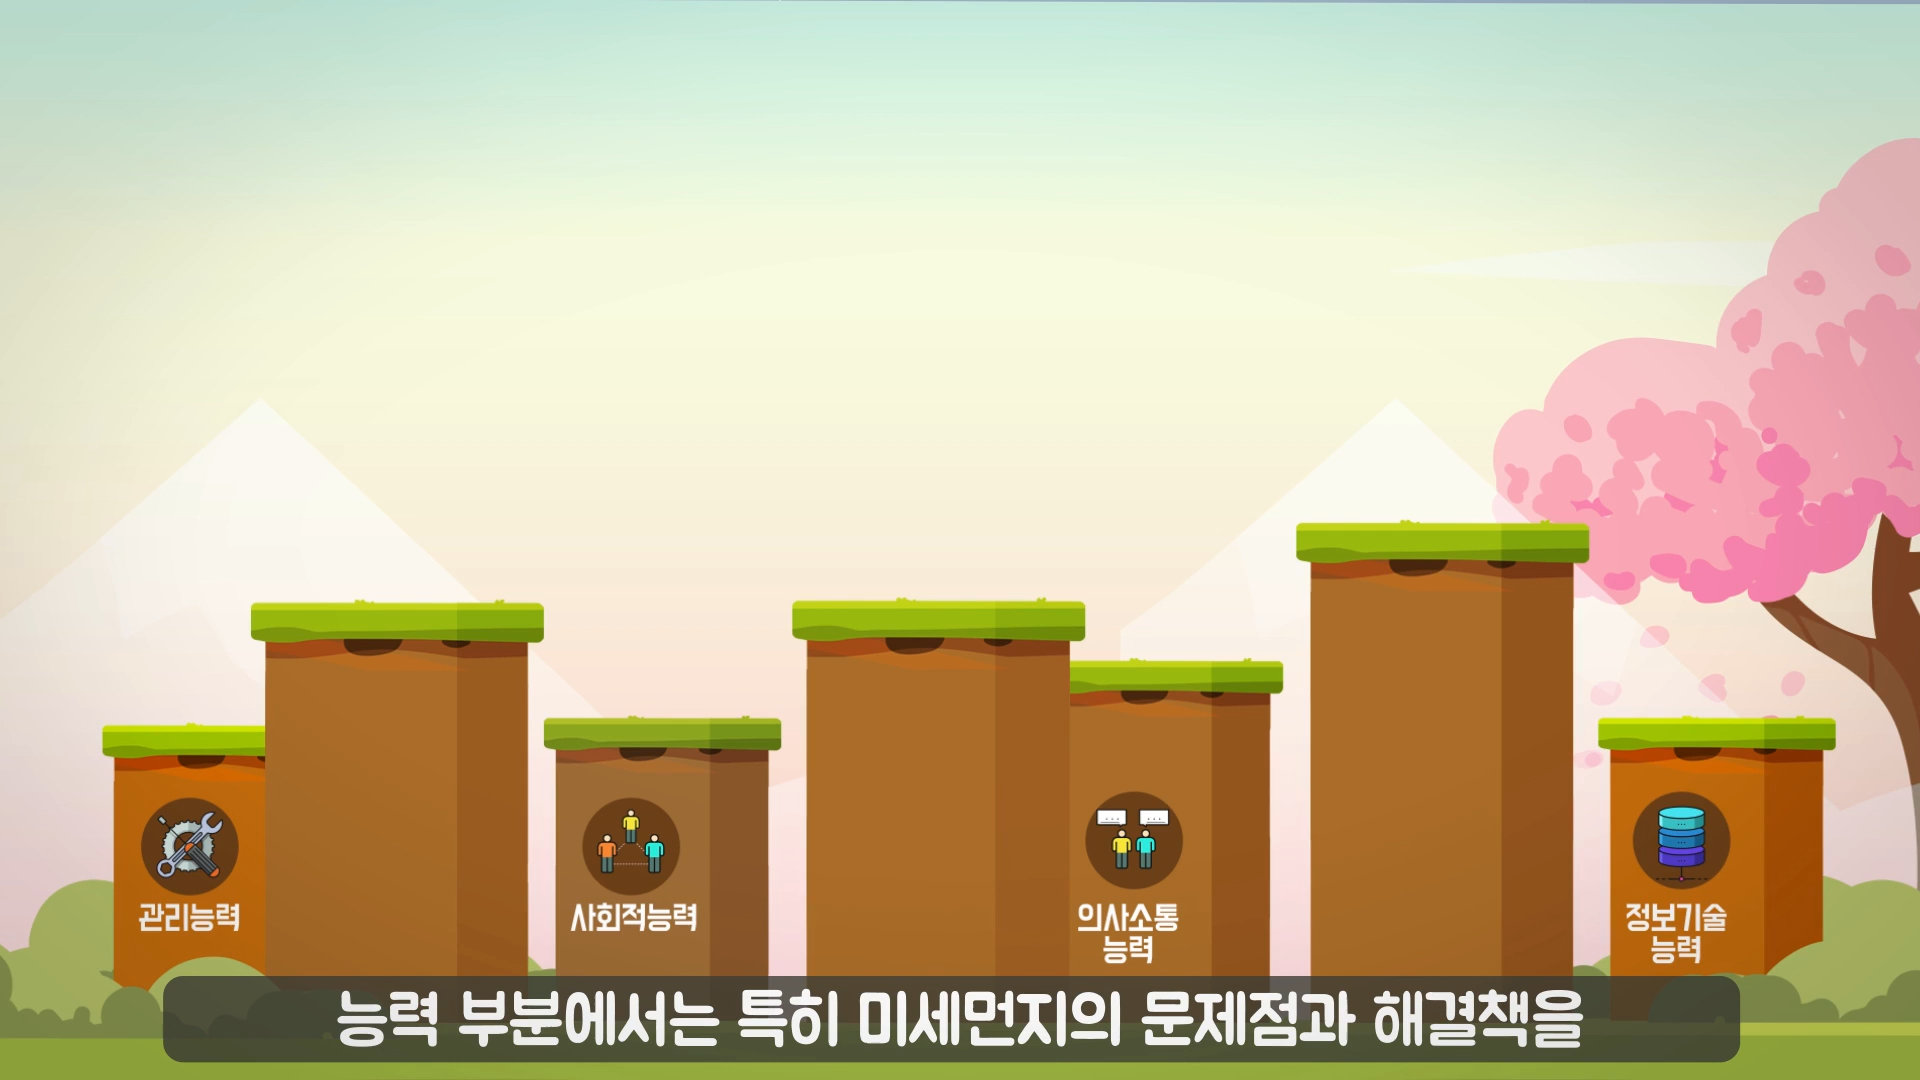 관리능력
사회적능력
의사소통
능력
정보기술
능력
능력 부분에서는 특히 미세먼지의 문제점과 해결책을